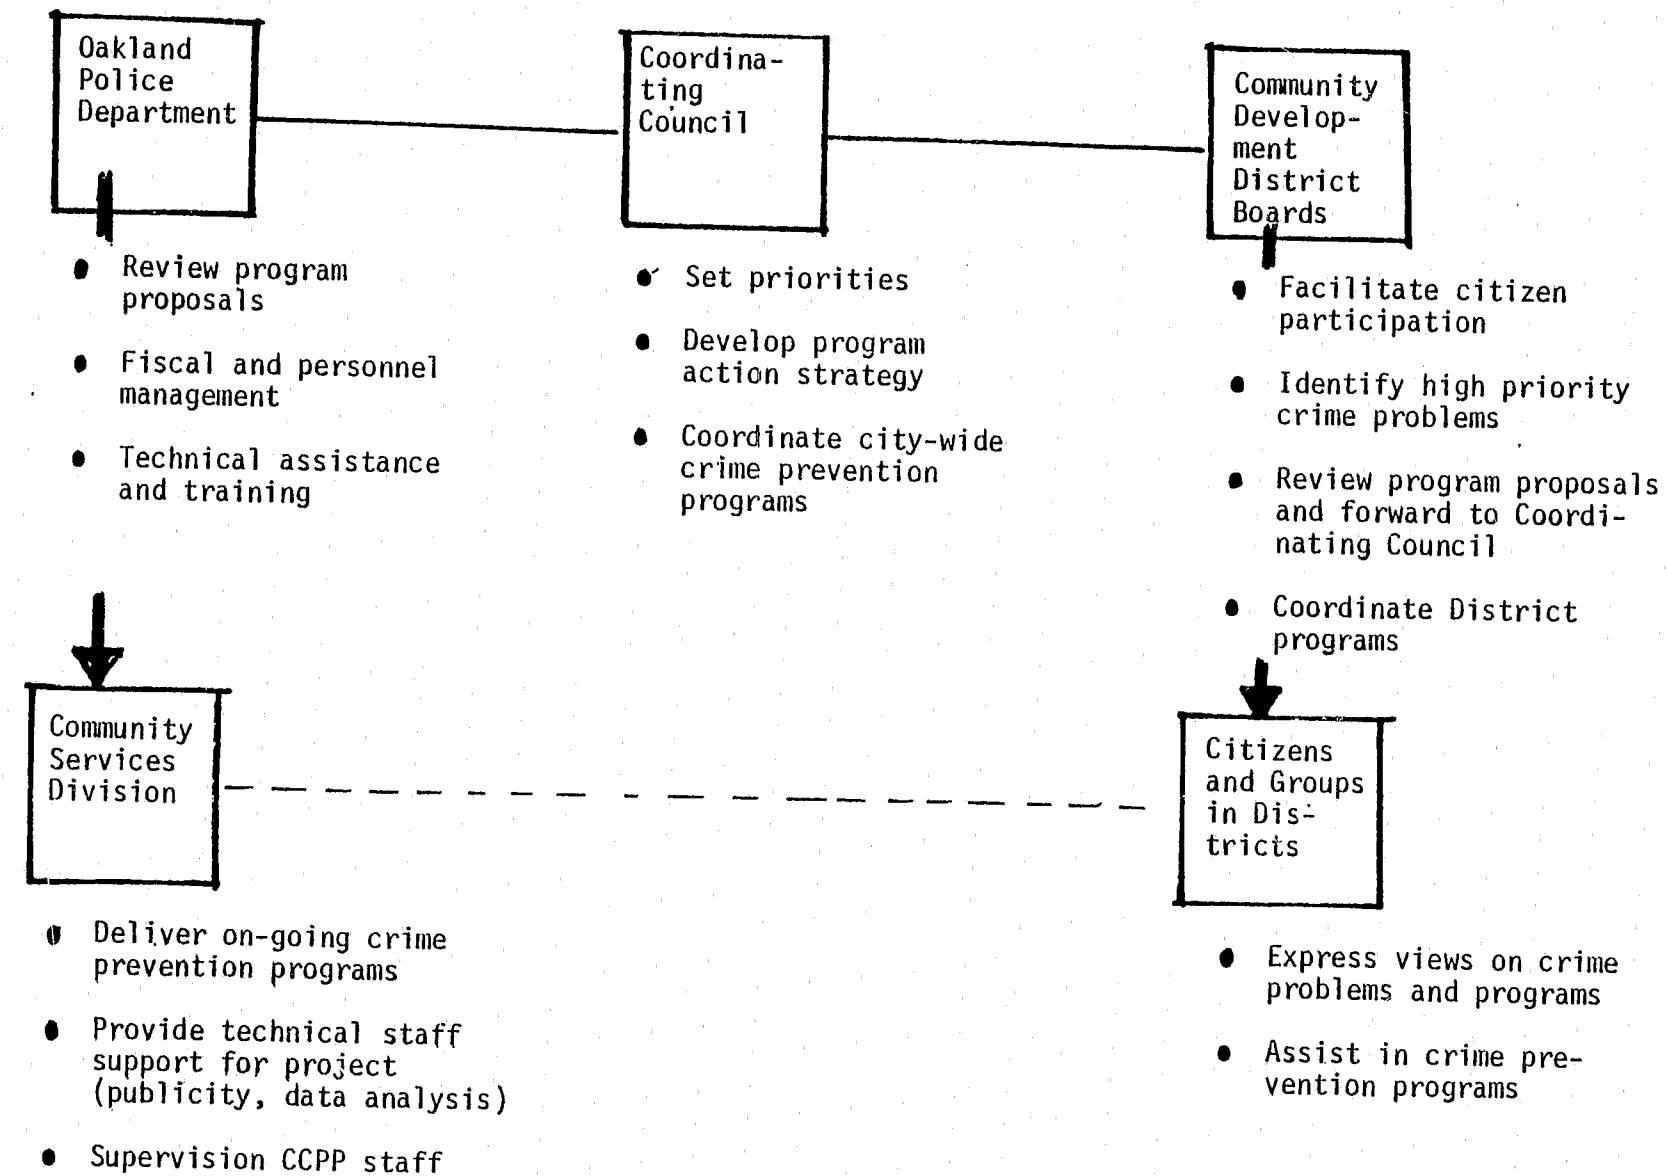 Oakland
Police
Department
Coordina-
ting
Council
Community
Develop-
ment
District
Boards
Review program
proposals
Fiscal and personnel
management
Technical assistance
and training
Set priorities
Develop program
action strategy
Coordinate city-wide
crime prevention
programs
Facilitate citizen
participation
Identify high priority
crime problems
Review program proposals
and forward to Coordi-
nating Council
Coordinate District
programs
Community
Services
Division
Citizens
and Groups
in Dis-
tricts
Deliver on-going crime
prevention programs
Provide technical staff
support for project
(publicity, data analysis)
Supervision CCPP staff
Express views on crime
problems and programs
Assist in crime pre-
vention programs